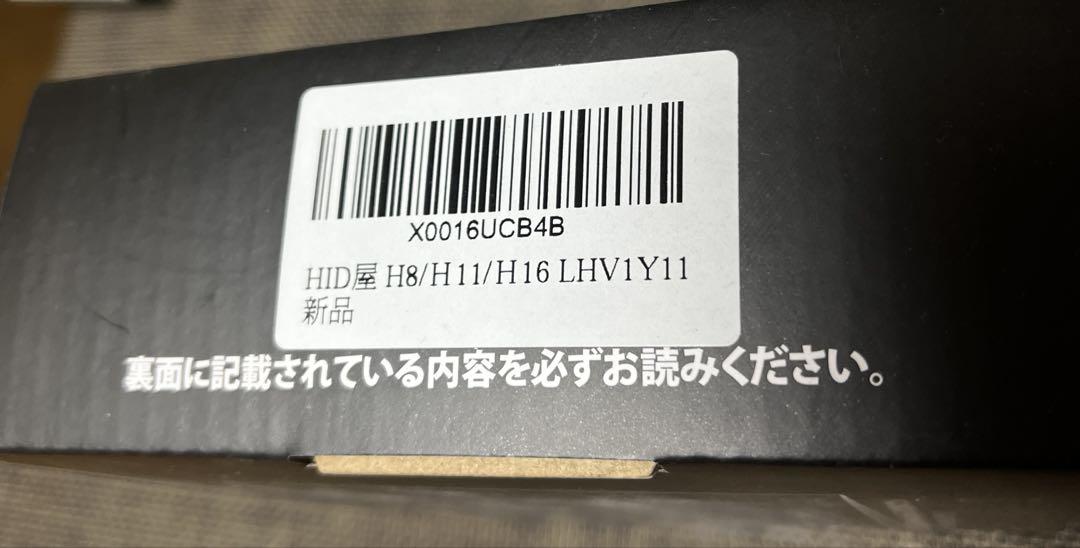 X0016UCB4B
HID屋 H8/H11/H16 LHV1Y11
新品
裏面に記載されている内容を必ずお読みください。